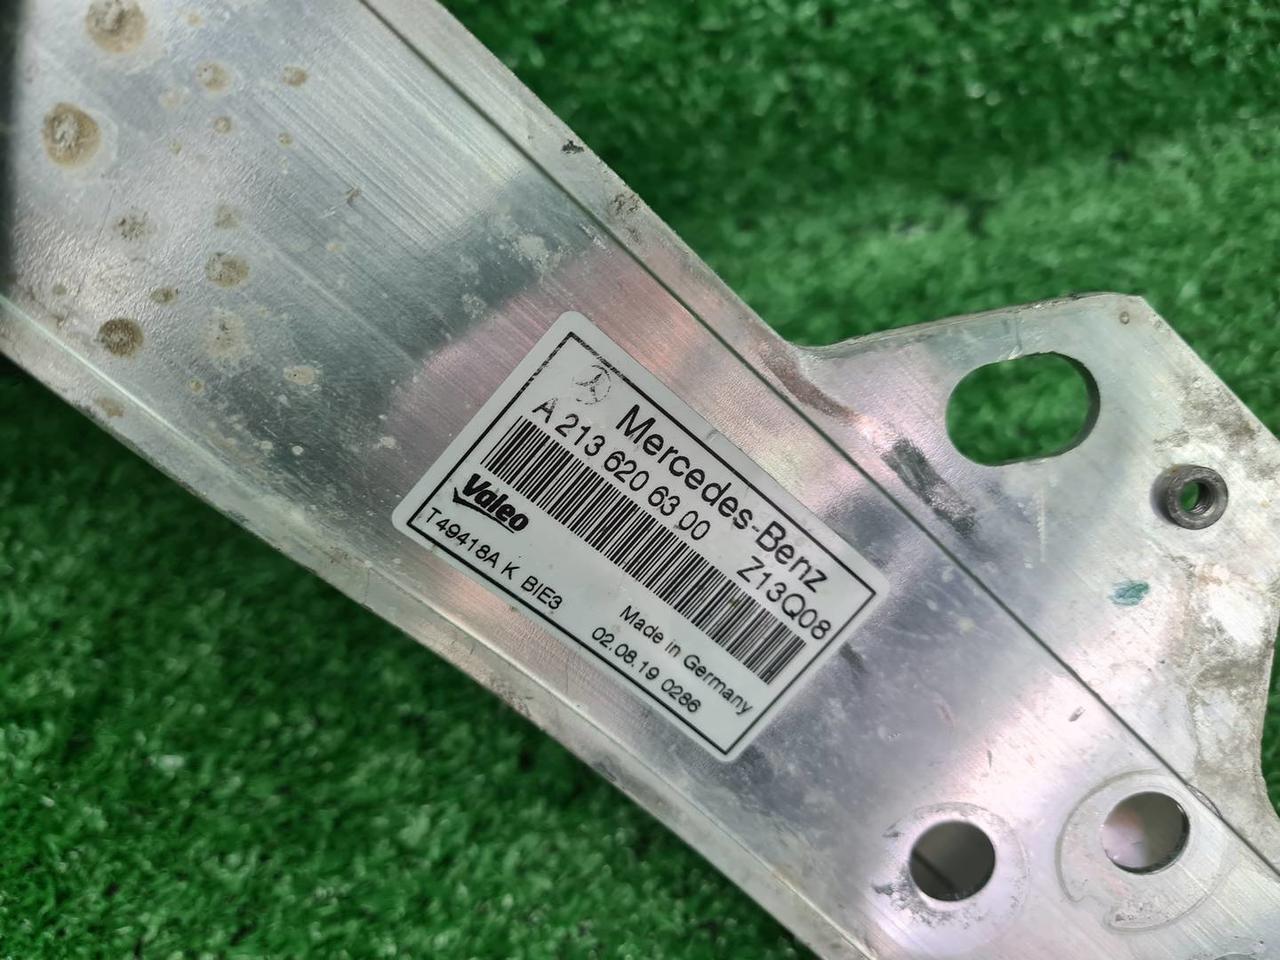 Mercedes-Benz
A 213 620 63 00 Z13Q08
Valeo
T49418A K BIE3
Made in Germany
02.08.19 0286